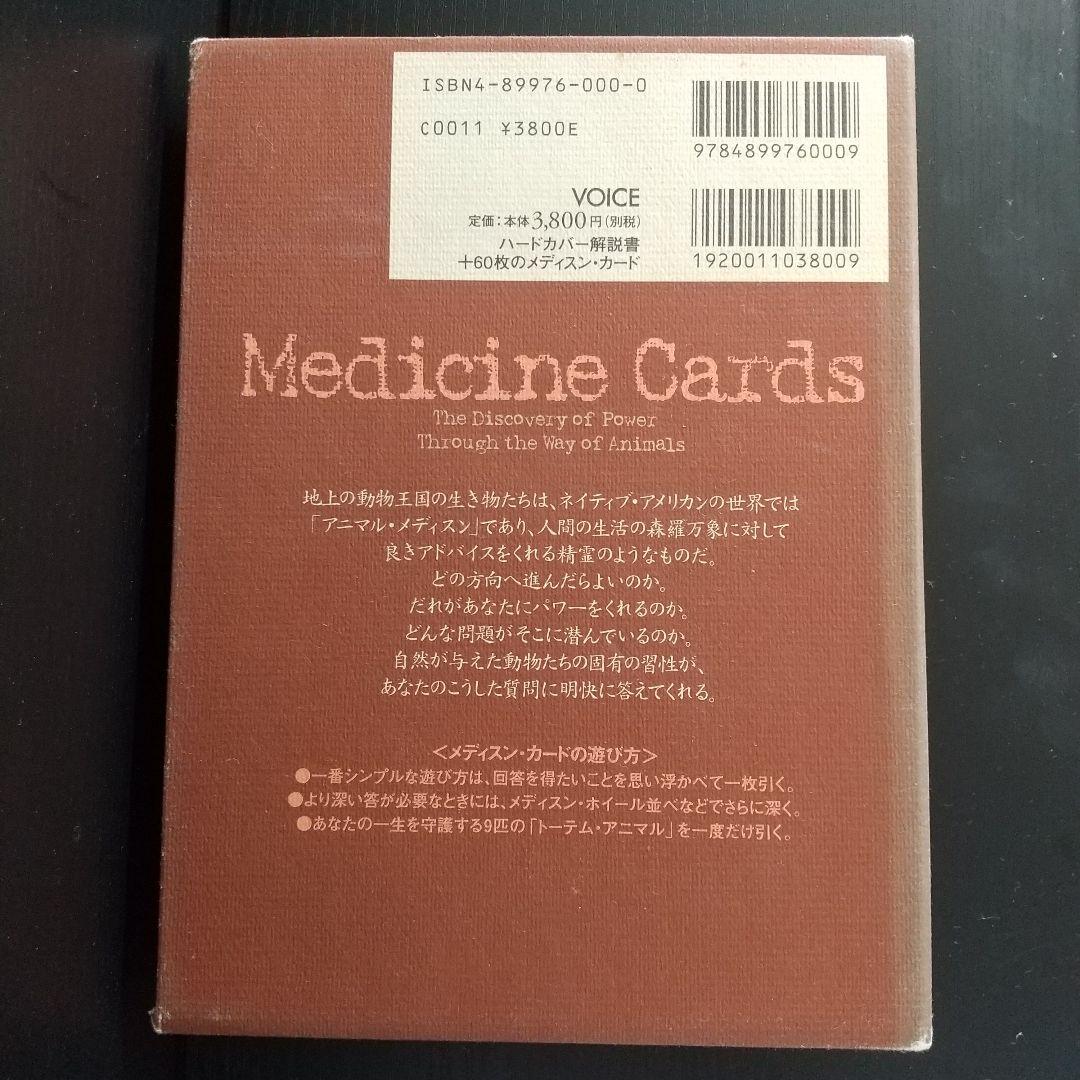 ISBN4-89976-000-0
C0011 ¥3800E
9784899760009
VOICE
定価：本体3,800円（別税）
ハードカバー解説書
＋60枚のメディスン・カード
1920011038009
Medicine Cards
The Discovery of Power
Through the Way of Animals
地上の動物王国の生き物たちは、ネイティブ・アメリカンの世界では
「アニマル・メディスン」であり、人間の生活の森羅万象に対して
良きアドバイスをくれる精霊のようなものだ。
どの方向へ進んだらよいのか。
だれがあなたにパワーをくれるのか。
どんな問題がそこに潜んでいるのか。
自然が与えた動物たちの固有の習性が、
あなたのこうした質問に明快に答えてくれる。
＜メディスン・カードの遊び方＞
●一番シンプルな遊び方は、回答を得たいことを思い浮かべて一枚引く。
●より深い答が必要なときには、メディスン・ホイール並べなどでさらに深く。
●あなたの一生を守護する9匹の「トーテム・アニマル」を一度だけ引く。